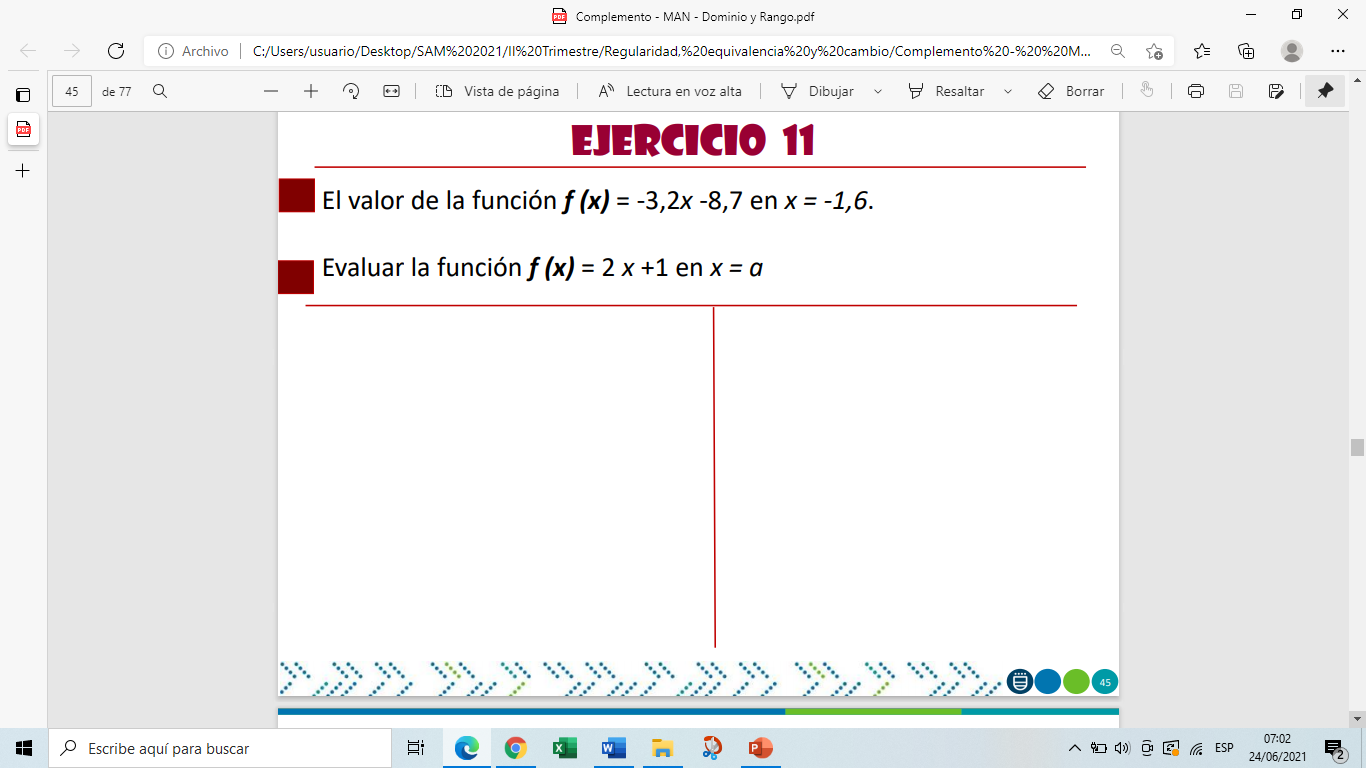 Complemento - MAN - Dominio y Rango.pdf
Archivo C:/Users/usuario/Desktop/SAM%202021/II%20Trimestre/Regularidad,%20equivalencia%20y%20cambio/Complemento%20-%20%20M...
45 de 77 Vista de página Lectura en voz alta Dibujar Resaltar Borrar
EJERCICIO 11
El valor de la función f (x) = -3,2x -8,7 en x = -1,6.
Evaluar la función f (x) = 2 x +1 en x = a
45
Escribe aquí para buscar
ESP
07:02
24/06/2021
2